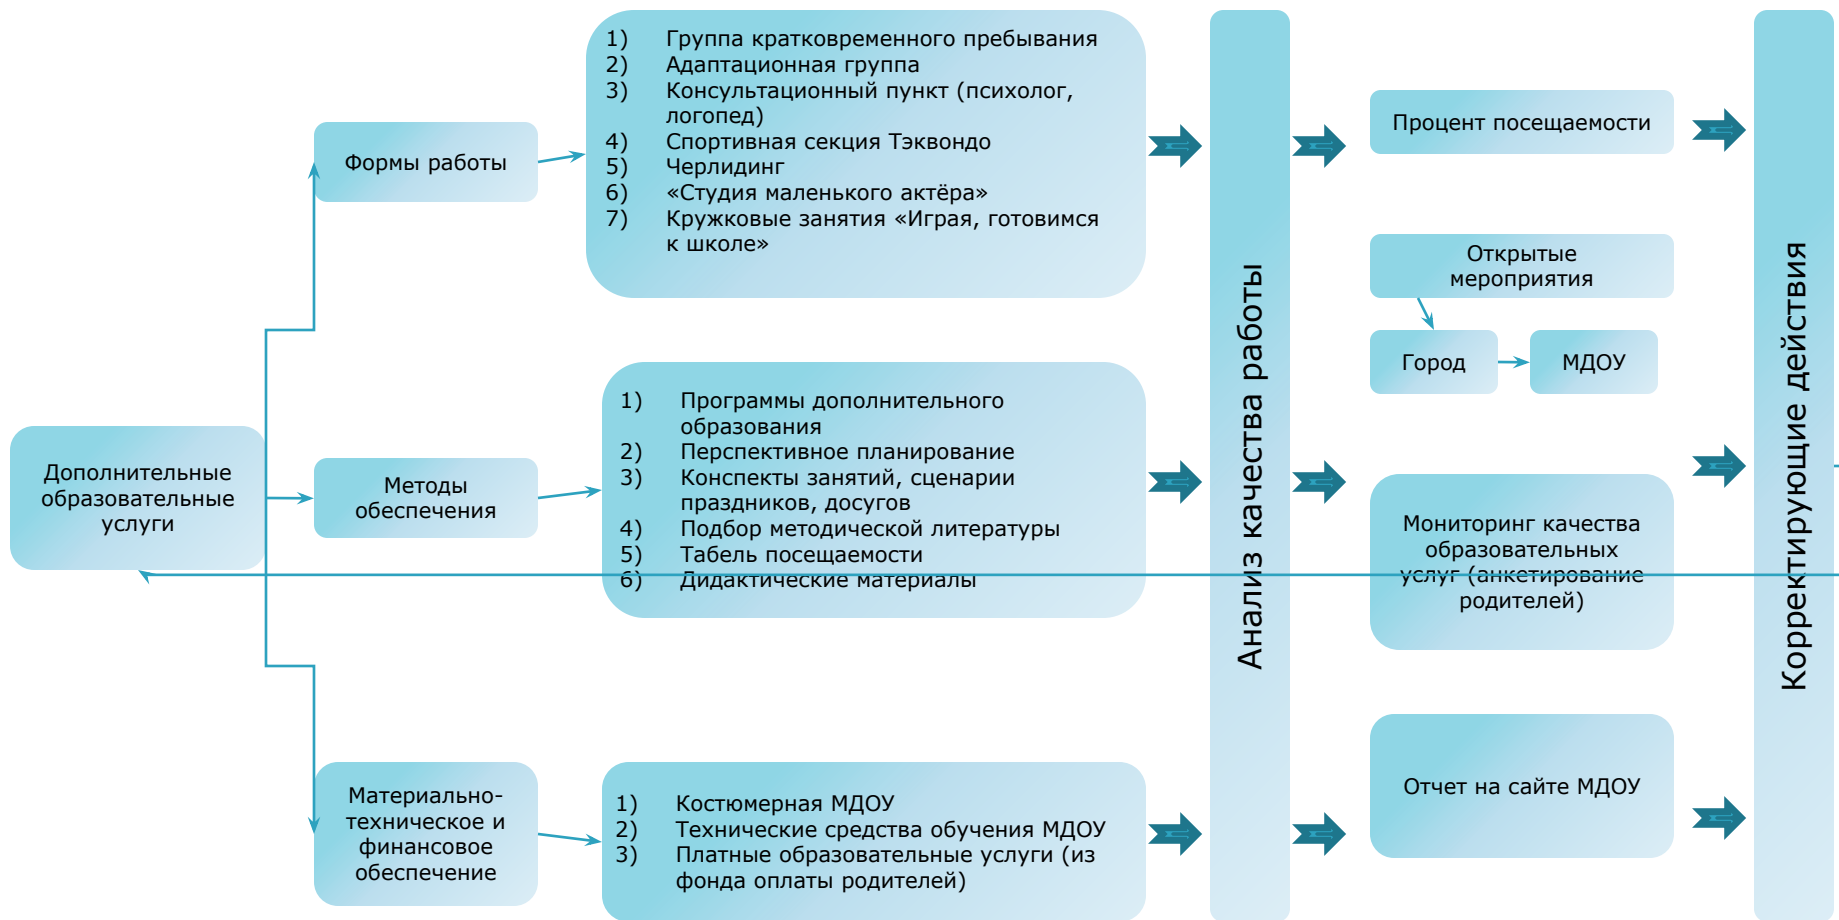 Дополнительные
образовательные
услуги
Формы работы
1) Группа кратковременного пребывания
2) Адаптационная группа
3) Консультационный пункт (психолог,
логопед)
4) Спортивная секция Тэквондо
5) Черлидинг
6) «Студия маленького актёра»
7) Кружковые занятия «Играя, готовимся
к школе»
Методы
обеспечения
1) Программы дополнительного
образования
2) Перспективное планирование
3) Конспекты занятий, сценарии
праздников, досугов
4) Подбор методической литературы
5) Табель посещаемости
6) Дидактические материалы
Материально-
техническое и
финансовое
обеспечение
1) Костюмерная МДОУ
2) Технические средства обучения МДОУ
3) Платные образовательные услуги (из
фонда оплаты родителей)
Анализ качества работы
Процент посещаемости
Открытые
мероприятия
Город
МДОУ
Мониторинг качества
образовательных
услуг (анкетирование
родителей)
Отчет на сайте МДОУ
Корректирующие действия